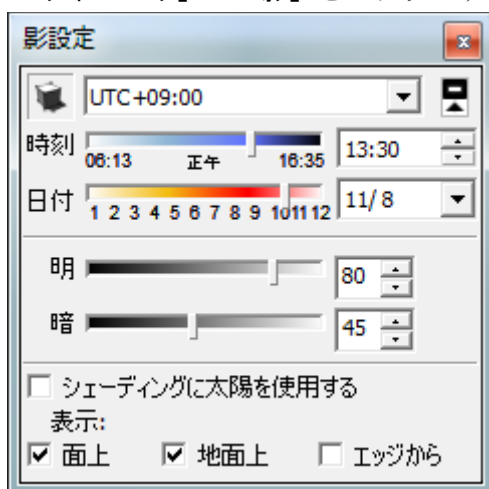 影設定
UTC+09:00
時刻 06:13 正午 16:35 13:30
日付 1 2 3 4 5 6 7 8 9 10 11 12 11/ 8
明 80
暗 45
シェーディングに太陽を使用する
表示:
面上 地面上 エッジから